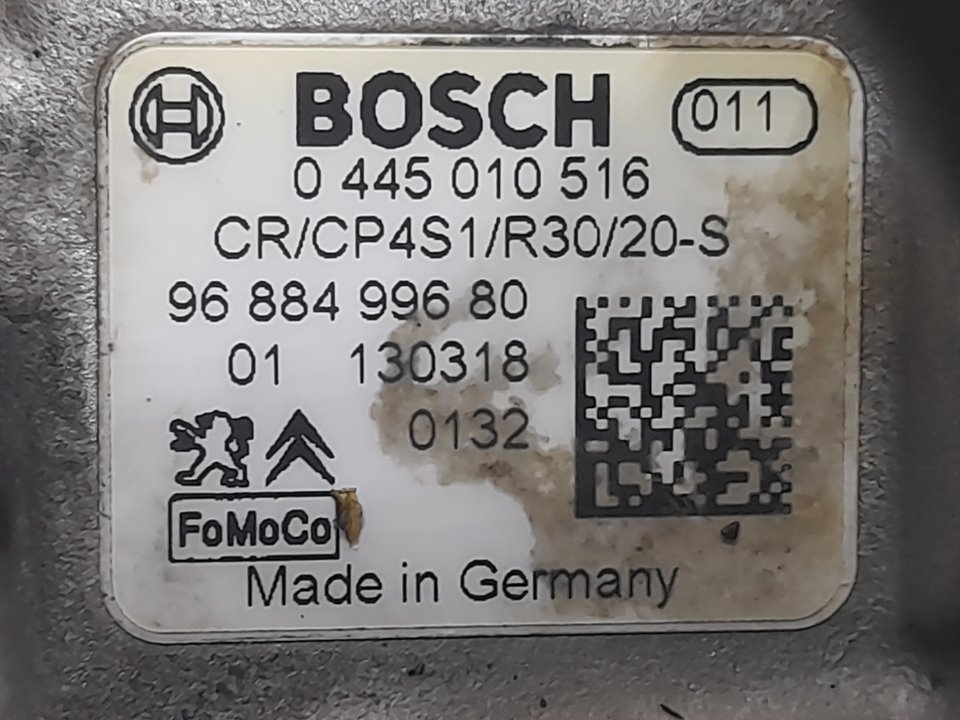 BOSCH 011
0 445 010 516
CR/CP4S1/R30/20-S
96 884 996 80
01 130318
0132
FoMoCo
Made in Germany